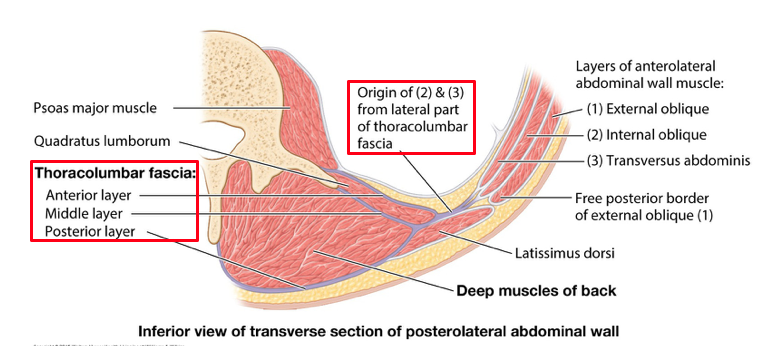 Psoas major muscle
Quadratus lumborum
Thoracolumbar fascia:
Anterior layer
Middle layer
Posterior layer
Origin of (2) & (3)
from lateral part
of thoracolumbar
fascia
Layers of anterolateral
abdominal wall muscle:
(1) External oblique
(2) Internal oblique
(3) Transversus abdominis
Free posterior border
of external oblique (1)
Latissimus dorsi
Deep muscles of back
Inferior view of transverse section of posterolateral abdominal wall